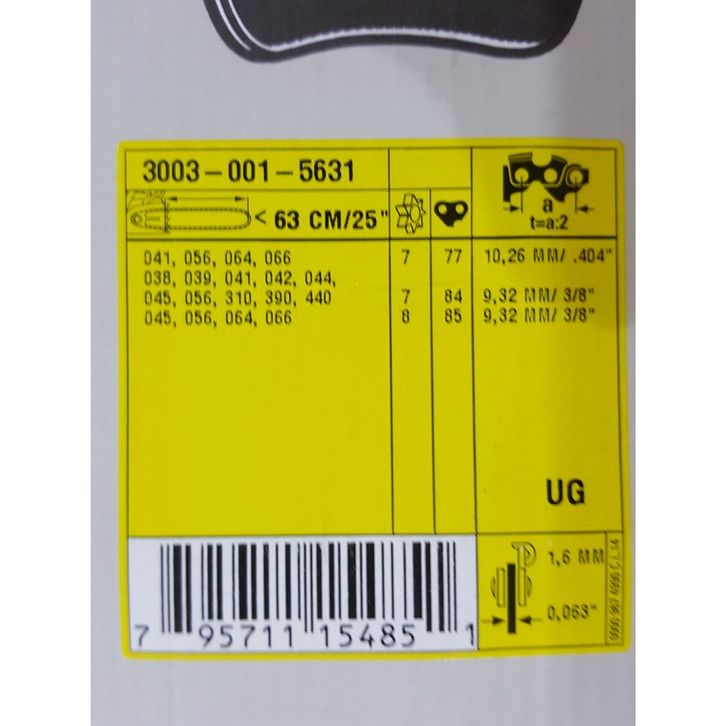 3003-001-5631
a
t=a:2
< 63 CM/25"
041, 056, 064, 066 7 77 10,26 MM/ .404"
038, 039, 041, 042, 044,
045, 056, 310, 390, 440 7 84 9,32 MM/ 3/8"
045, 056, 064, 066 8 85 9,32 MM/ 3/8"
UG
1,6 MM
0,063"
7 95711 15485 1